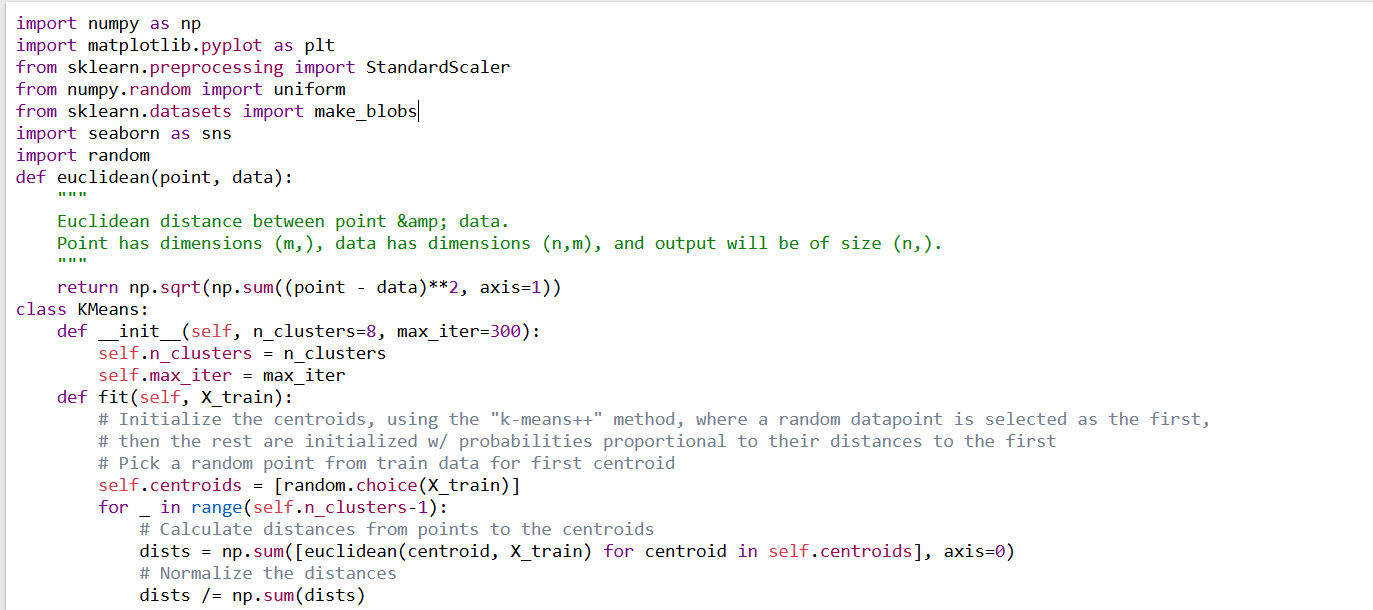 import numpy as np
import matplotlib.pyplot as plt
from sklearn.preprocessing import StandardScaler
from numpy.random import uniform
from sklearn.datasets import make_blobs
import seaborn as sns
import random
def euclidean(point, data):
    """
    Euclidean distance between point &amp; data.
    Point has dimensions (m,), data has dimensions (n,m), and output will be of size (n,).
    """
    return np.sqrt(np.sum((point - data)**2, axis=1))
class KMeans:
    def __init__(self, n_clusters=8, max_iter=300):
        self.n_clusters = n_clusters
        self.max_iter = max_iter
    def fit(self, X_train):
        # Initialize the centroids, using the "k-means++" method, where a random datapoint is selected as the first,
        # then the rest are initialized w/ probabilities proportional to their distances to the first
        # Pick a random point from train data for first centroid
        self.centroids = [random.choice(X_train)]
        for _ in range(self.n_clusters-1):
            # Calculate distances from points to the centroids
            dists = np.sum([euclidean(centroid, X_train) for centroid in self.centroids], axis=0)
            # Normalize the distances
            dists /= np.sum(dists)